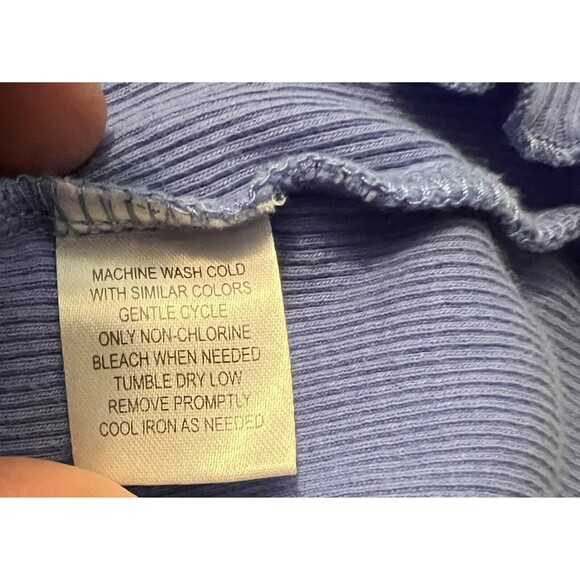 MACHINE WASH COLD
WITH SIMILAR COLORS
GENTLE CYCLE
ONLY NON-CHLORINE
BLEACH WHEN NEEDED
TUMBLE DRY LOW
REMOVE PROMPTLY
COOL IRON AS NEEDED